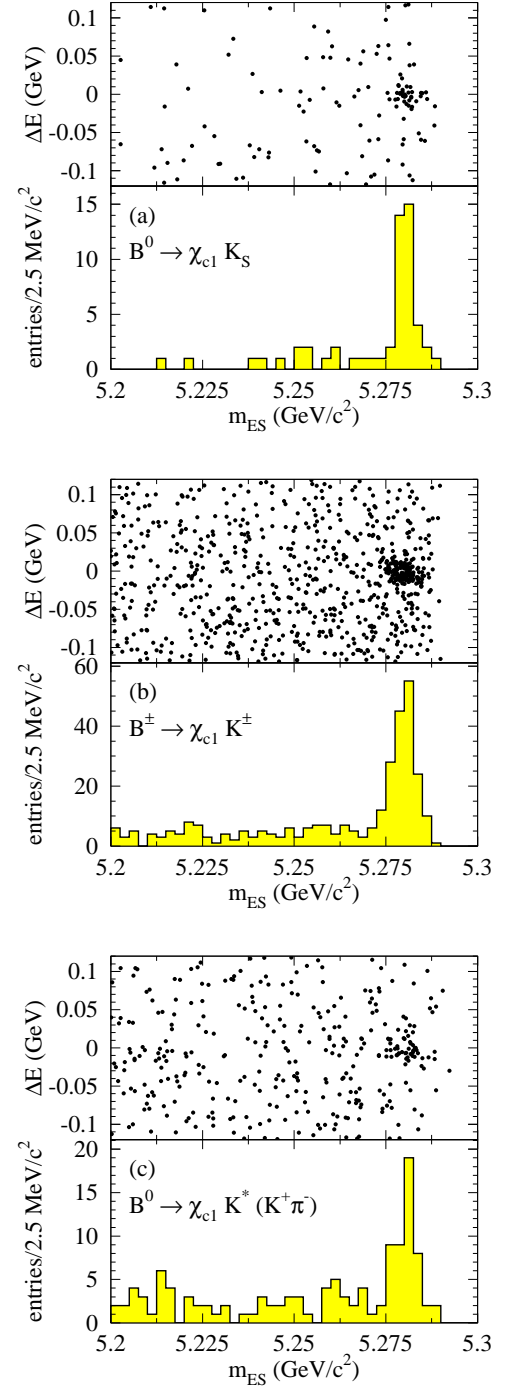 ΔE (GeV)
0.1
0.05
0
-0.05
-0.1
entries/2.5 MeV/c²
15
10
5
0
(a)
B⁰ → χc1 KS
5.2 5.225 5.25 5.275 5.3
mES (GeV/c²)
ΔE (GeV)
0.1
0.05
0
-0.05
-0.1
entries/2.5 MeV/c²
60
40
20
0
(b)
B± → χc1 K±
5.2 5.225 5.25 5.275 5.3
mES (GeV/c²)
ΔE (GeV)
0.1
0.05
0
-0.05
-0.1
entries/2.5 MeV/c²
20
15
10
5
0
(c)
B⁰ → χc1 K* (K⁺π⁻)
5.2 5.225 5.25 5.275 5.3
mES (GeV/c²)